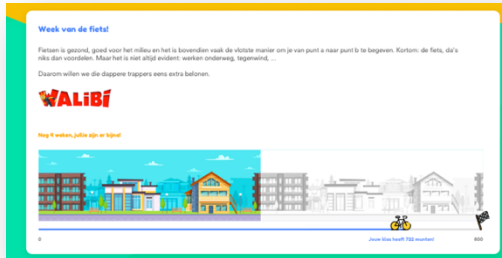 Week van de fiets!
Fietsen is gezond, goed voor het milieu en het is bovendien vaak de vlotste manier om je van punt a naar punt b te begeven. Kortom: de fiets, da's
niks dan voordelen. Maar het is niet altijd evident: werken onderweg, tegenwind, ...
Daarom willen we die dappere trappers eens extra belonen.
WALiBi
Nog 4 weken, jullie zijn er bijna!
0
Jouw klas heeft 722 munten!
800